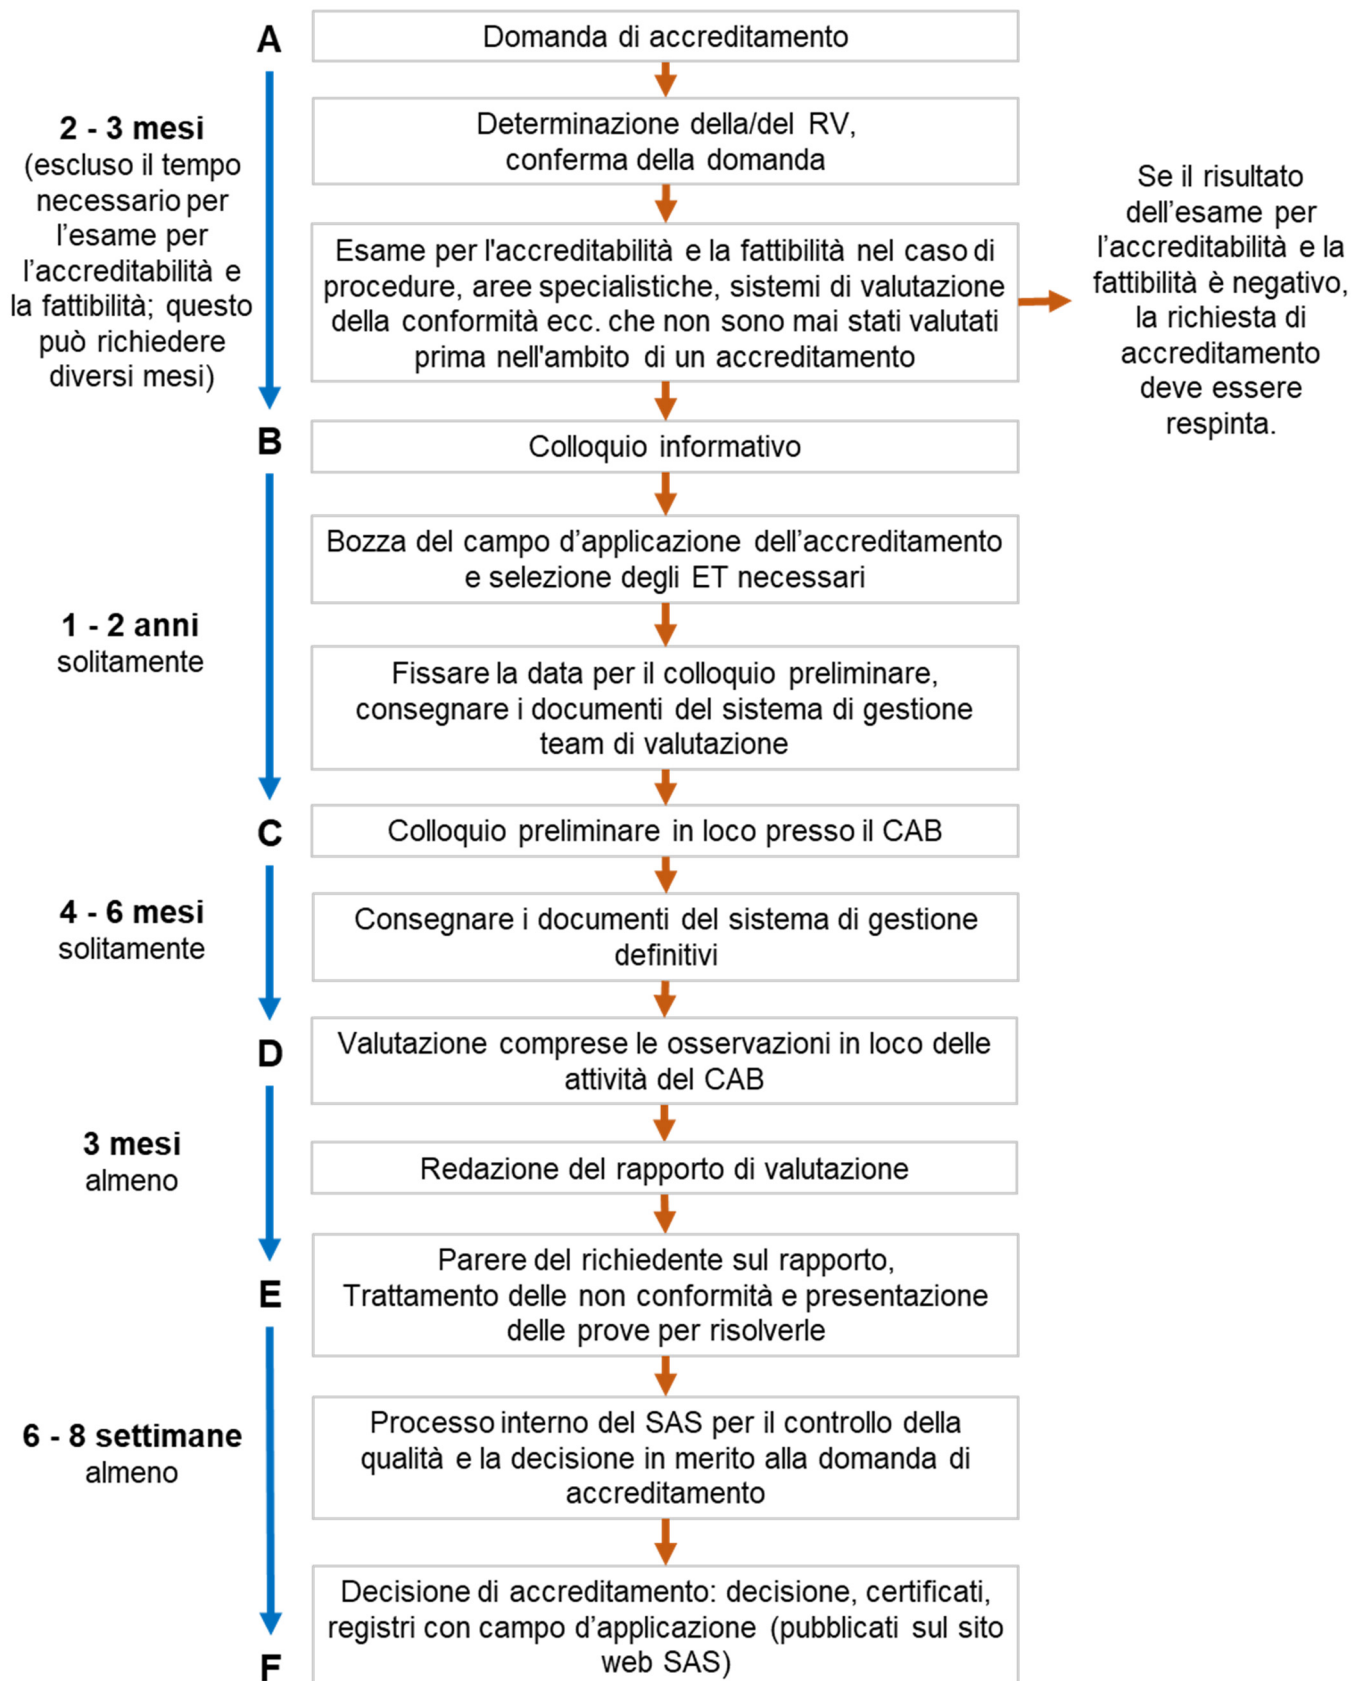 A
Domanda di accreditamento
2 - 3 mesi
(escluso il tempo
necessario per
l'esame per
l'accreditabilità e
la fattibilità; questo
può richiedere
diversi mesi)
Determinazione della/del RV,
conferma della domanda
Esame per l'accreditabilità e la fattibilità nel caso di
procedure, aree specialistiche, sistemi di valutazione
della conformità ecc. che non sono mai stati valutati
prima nell'ambito di un accreditamento
Se il risultato
dell’esame per
l’accreditabilità e la
fattibilità è negativo,
la richiesta di
accreditamento
deve essere
respinta.
B
Colloquio informativo
1 - 2 anni
solitamente
Bozza del campo d’applicazione dell’accreditamento
e selezione degli ET necessari
Fissare la data per il colloquio preliminare,
consegnare i documenti del sistema di gestione
team di valutazione
C
Colloquio preliminare in loco presso il CAB
4 - 6 mesi
solitamente
Consegnare i documenti del sistema di gestione
definitivi
D
Valutazione comprese le osservazioni in loco delle
attività del CAB
3 mesi
almeno
Redazione del rapporto di valutazione
E
Parere del richiedente sul rapporto,
Trattamento delle non conformità e presentazione
delle prove per risolverle
6 - 8 settimane
almeno
Processo interno del SAS per il controllo della
qualità e la decisione in merito alla domanda di
accreditamento
F
Decisione di accreditamento: decisione, certificati,
registri con campo d’applicazione (pubblicati sul sito
web SAS)